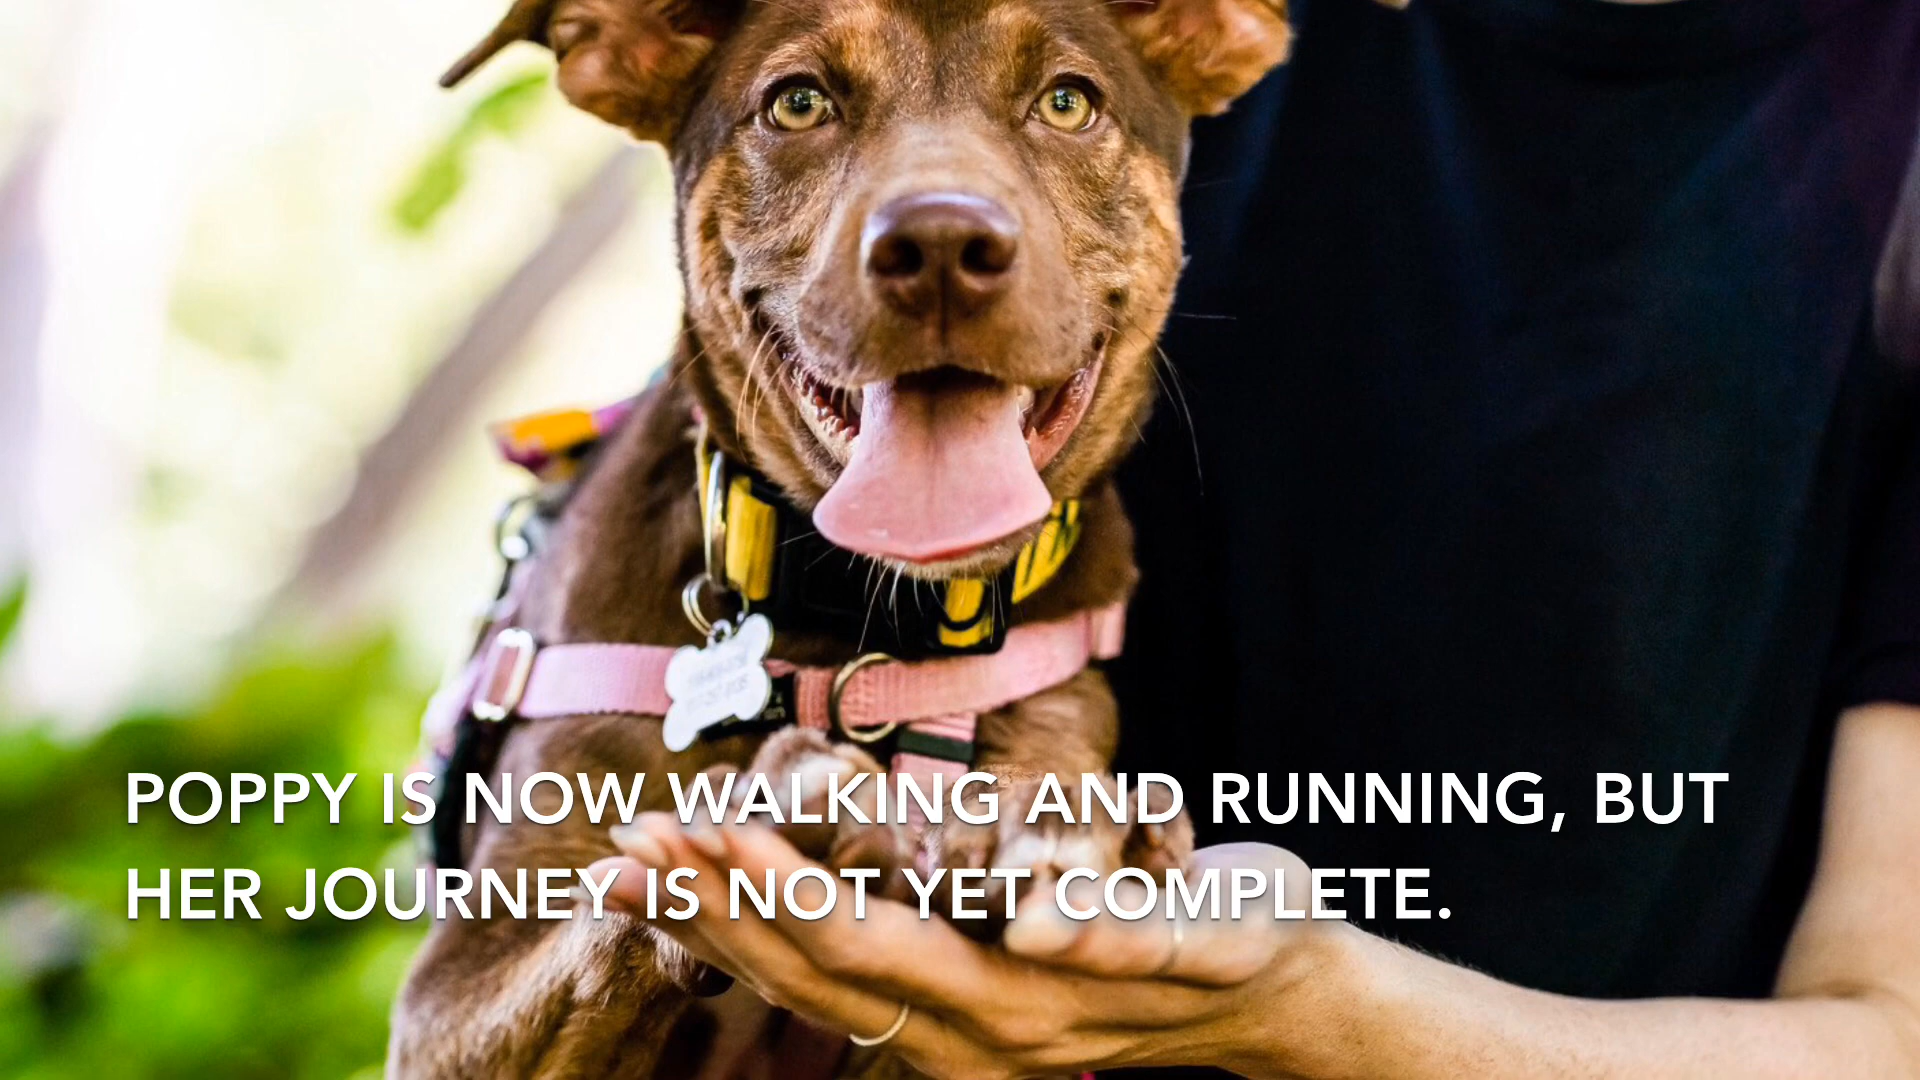 POPPY IS NOW WALKING AND RUNNING, BUT
HER JOURNEY IS NOT YET COMPLETE.